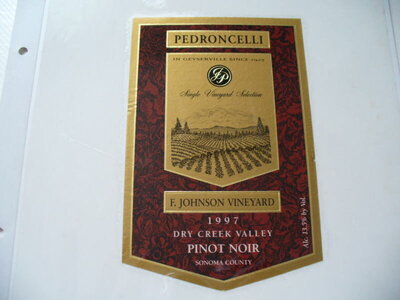 PEDRONCELLI
IN GEYSERVILLE SINCE 1927
JP
Single Vineyard Selection
F. JOHNSON VINEYARD
1997
DRY CREEK VALLEY
PINOT NOIR
SONOMA COUNTY
Alc. 13.5% by Vol.